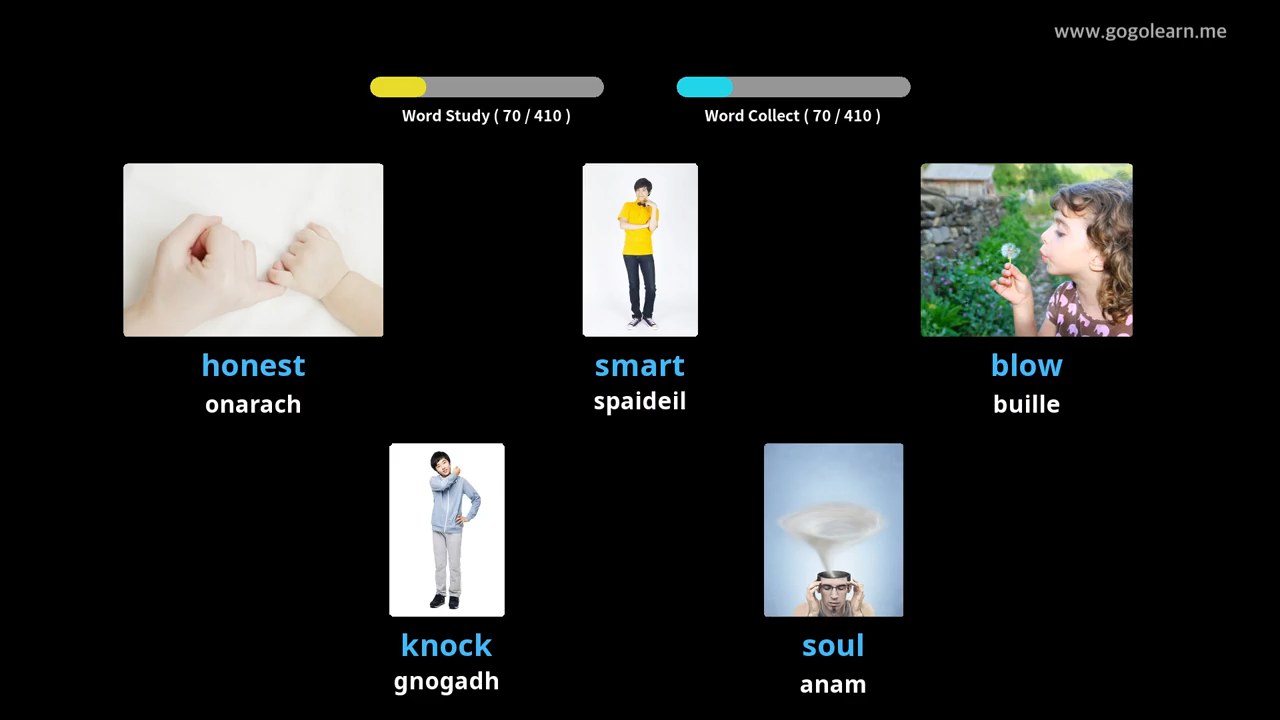 www.gogolearn.me
Word Study ( 70 / 410 )
Word Collect ( 70 / 410 )
honest
onarach
smart
spaideil
blow
buille
knock
gnogadh
soul
anam